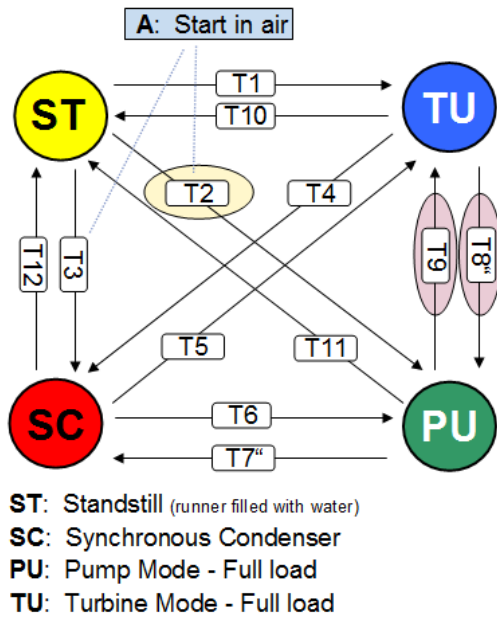 A: Start in air
T1
ST
TU
T10
T2
T4
T12
T3
T9
T8“
T5
T11
SC
T6
PU
T7“
ST: Standstill (runner filled with water)
SC: Synchronous Condenser
PU: Pump Mode - Full load
TU: Turbine Mode - Full load